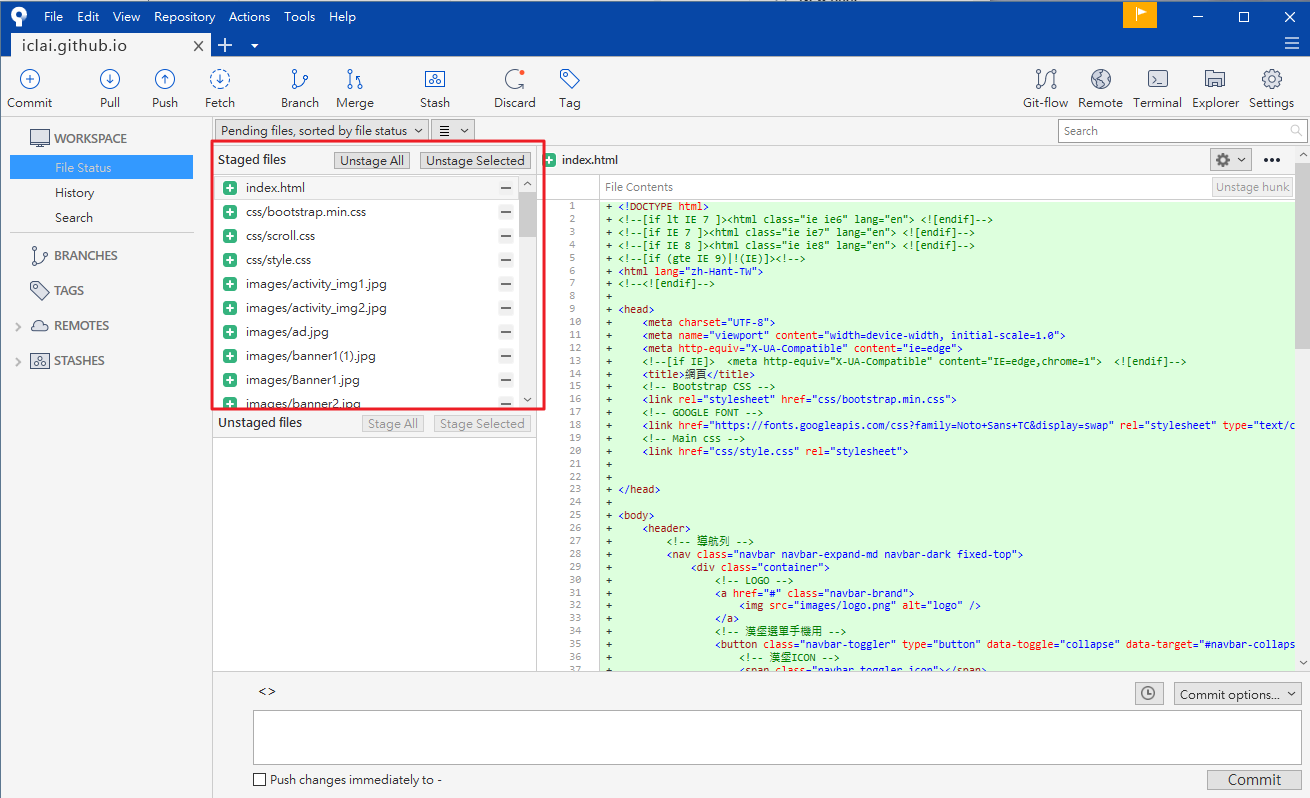 File Edit View Repository Actions Tools Help
iclai.github.io
Commit Pull Push Fetch Branch Merge Stash Discard Tag Git-flow Remote Terminal Explorer Settings
WORKSPACE
File Status
History
Search
BRANCHES
TAGS
REMOTES
STASHES
Pending files, sorted by file status
Search
Staged files Unstage All Unstage Selected
index.html
css/bootstrap.min.css
css/scroll.css
css/style.css
images/activity_img1.jpg
images/activity_img2.jpg
images/ad.jpg
images/banner1(1).jpg
images/Banner1.jpg
images/banner2.jpg
Unstaged files Stage All Stage Selected
index.html
File Contents Unstage hunk
1 + <!DOCTYPE html>
2 + <!--[if lt IE 7 ]><html class="ie ie6" lang="en"> <![endif]-->
3 + <!--[if IE 7 ]><html class="ie ie7" lang="en"> <![endif]-->
4 + <!--[if IE 8 ]><html class="ie ie8" lang="en"> <![endif]-->
5 + <!--[if (gte IE 9)|!(IE)]><!-->
6 + <html lang="zh-Hant-TW">
7 + <!--<![endif]-->
8 +
9 + <head>
10 + <meta charset="UTF-8">
11 + <meta name="viewport" content="width=device-width, initial-scale=1.0">
12 + <meta http-equiv="X-UA-Compatible" content="ie=edge">
13 + <!--[if IE]> <meta http-equiv="X-UA-Compatible" content="IE=edge,chrome=1"> <![endif]-->
14 + <title>網頁</title>
15 + <!-- Bootstrap CSS -->
16 + <link rel="stylesheet" href="css/bootstrap.min.css">
17 + <!-- GOOGLE FONT -->
18 + <link href="https://fonts.googleapis.com/css?family=Noto+Sans+TC&display=swap" rel="stylesheet" type="text/c
19 + <!-- Main css -->
20 + <link href="css/style.css" rel="stylesheet">
21 +
22 +
23 + </head>
24 +
25 + <body>
26 + <header>
27 + <!-- 導航列 -->
28 + <nav class="navbar navbar-expand-md navbar-dark fixed-top">
29 + <div class="container">
30 + <!-- LOGO -->
31 + <a href="#" class="navbar-brand">
32 + <img src="images/logo.png" alt="logo" />
33 + </a>
34 + <!-- 漢堡選單手機用 -->
35 + <button class="navbar-toggler" type="button" data-toggle="collapse" data-target="#navbar-collaps
36 + <!-- 漢堡ICON -->
37 + <span class="navbar-toggler-icon"></span>
<>
Commit options...
Push changes immediately to -
Commit